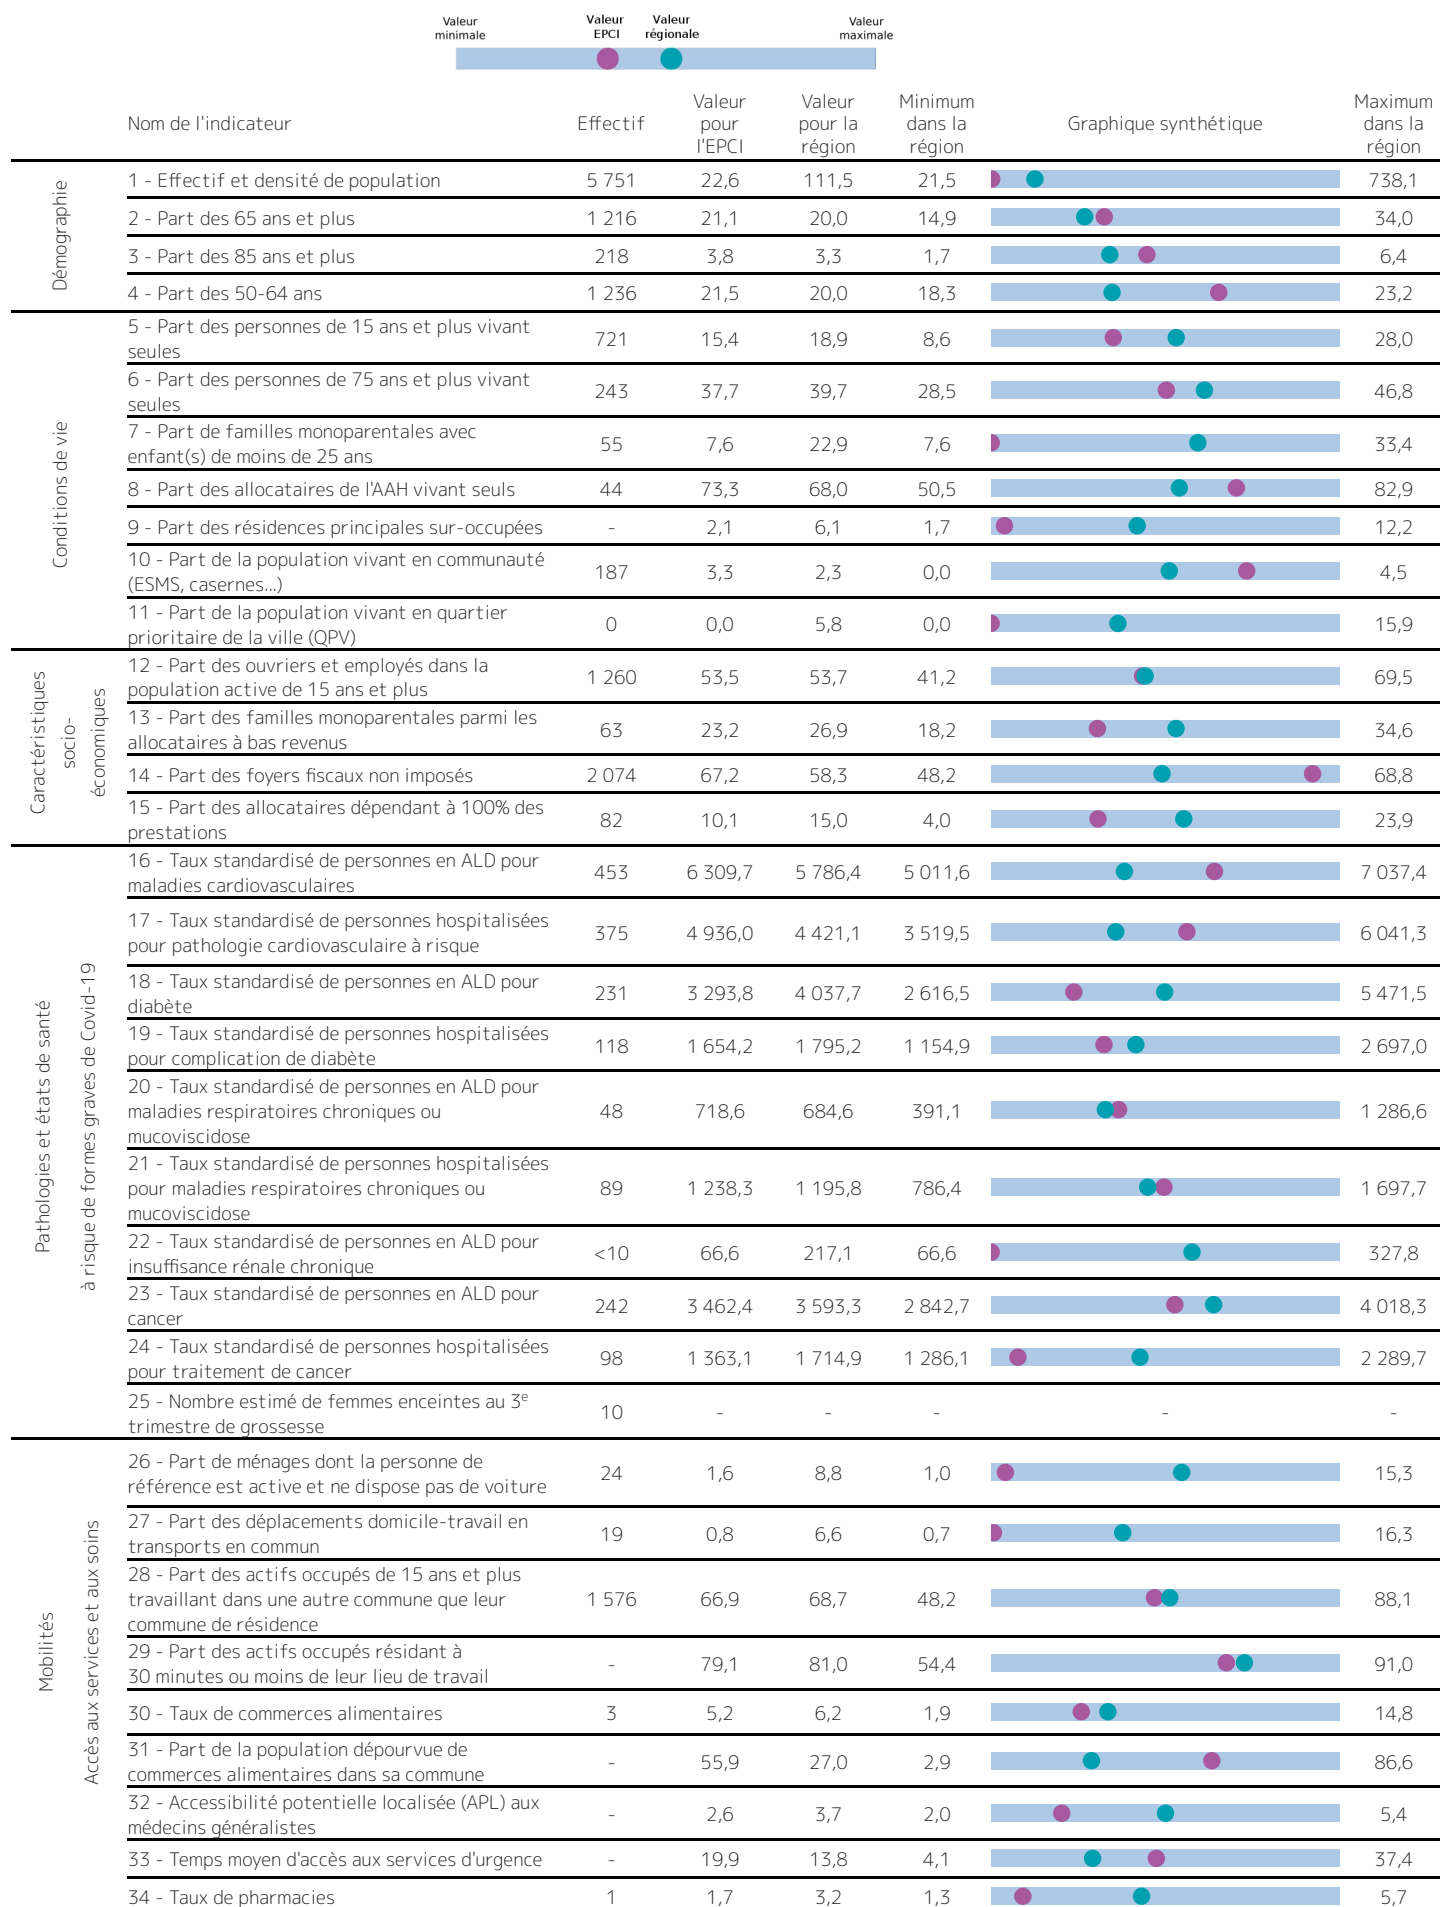 Valeur minimale
Valeur EPCI
Valeur régionale
Valeur maximale
Nom de l'indicateur
Effectif
Valeur pour l'EPCI
Valeur pour la région
Minimum dans la région
Graphique synthétique
Maximum dans la région
Démographie
1 - Effectif et densité de population 5 751 22,6 111,5 21,5 738,1
2 - Part des 65 ans et plus 1 216 21,1 20,0 14,9 34,0
3 - Part des 85 ans et plus 218 3,8 3,3 1,7 6,4
4 - Part des 50-64 ans 1 236 21,5 20,0 18,3 23,2
Conditions de vie
5 - Part des personnes de 15 ans et plus vivant
seules 721 15,4 18,9 8,6 28,0
6 - Part des personnes de 75 ans et plus vivant
seules 243 37,7 39,7 28,5 46,8
7 - Part de familles monoparentales avec
enfant(s) de moins de 25 ans 55 7,6 22,9 7,6 33,4
8 - Part des allocataires de l'AAH vivant seuls 44 73,3 68,0 50,5 82,9
9 - Part des résidences principales sur-occupées - 2,1 6,1 1,7 12,2
10 - Part de la population vivant en communauté
(ESMS, casernes...) 187 3,3 2,3 0,0 4,5
11 - Part de la population vivant en quartier
prioritaire de la ville (QPV) 0 0,0 5,8 0,0 15,9
Caractéristiques
socio-
économiques
12 - Part des ouvriers et employés dans la
population active de 15 ans et plus 1 260 53,5 53,7 41,2 69,5
13 - Part des familles monoparentales parmi les
allocataires à bas revenus 63 23,2 26,9 18,2 34,6
14 - Part des foyers fiscaux non imposés 2 074 67,2 58,3 48,2 68,8
15 - Part des allocataires dépendant à 100% des
prestations 82 10,1 15,0 4,0 23,9
Pathologies et états de santé
à risque de formes graves de Covid-19
16 - Taux standardisé de personnes en ALD pour
maladies cardiovasculaires 453 6 309,7 5 786,4 5 011,6 7 037,4
17 - Taux standardisé de personnes hospitalisées
pour pathologie cardiovasculaire à risque 375 4 936,0 4 421,1 3 519,5 6 041,3
18 - Taux standardisé de personnes en ALD pour
diabète 231 3 293,8 4 037,7 2 616,5 5 471,5
19 - Taux standardisé de personnes hospitalisées
pour complication de diabète 118 1 654,2 1 795,2 1 154,9 2 697,0
20 - Taux standardisé de personnes en ALD pour
maladies respiratoires chroniques ou
mucoviscidose 48 718,6 684,6 391,1 1 286,6
21 - Taux standardisé de personnes hospitalisées
pour maladies respiratoires chroniques ou
mucoviscidose 89 1 238,3 1 195,8 786,4 1 697,7
22 - Taux standardisé de personnes en ALD pour
insuffisance rénale chronique <10 66,6 217,1 66,6 327,8
23 - Taux standardisé de personnes en ALD pour
cancer 242 3 462,4 3 593,3 2 842,7 4 018,3
24 - Taux standardisé de personnes hospitalisées
pour traitement de cancer 98 1 363,1 1 714,9 1 286,1 2 289,7
25 - Nombre estimé de femmes enceintes au 3e
trimestre de grossesse 10 - - - - -
Mobilités
Accès aux services et aux soins
26 - Part de ménages dont la personne de
référence est active et ne dispose pas de voiture 24 1,6 8,8 1,0 15,3
27 - Part des déplacements domicile-travail en
transports en commun 19 0,8 6,6 0,7 16,3
28 - Part des actifs occupés de 15 ans et plus
travaillant dans une autre commune que leur
commune de résidence 1 576 66,9 68,7 48,2 88,1
29 - Part des actifs occupés résidant à
30 minutes ou moins de leur lieu de travail - 79,1 81,0 54,4 91,0
30 - Taux de commerces alimentaires 3 5,2 6,2 1,9 14,8
31 - Part de la population dépourvue de
commerces alimentaires dans sa commune - 55,9 27,0 2,9 86,6
32 - Accessibilité potentielle localisée (APL) aux
médecins généralistes - 2,6 3,7 2,0 5,4
33 - Temps moyen d'accès aux services d'urgence - 19,9 13,8 4,1 37,4
34 - Taux de pharmacies 1 1,7 3,2 1,3 5,7